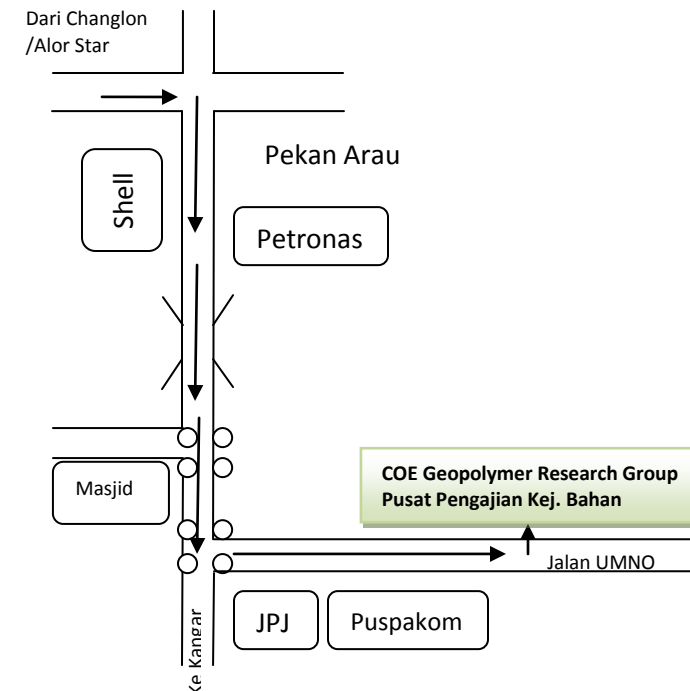 Dari Changlon
/Alor Star
Pekan Arau
Shell
Petronas
Masjid
COE Geopolymer Research Group
Pusat Pengajian Kej. Bahan
Jalan UMNO
JPJ
Puspakom
Ke Kangar